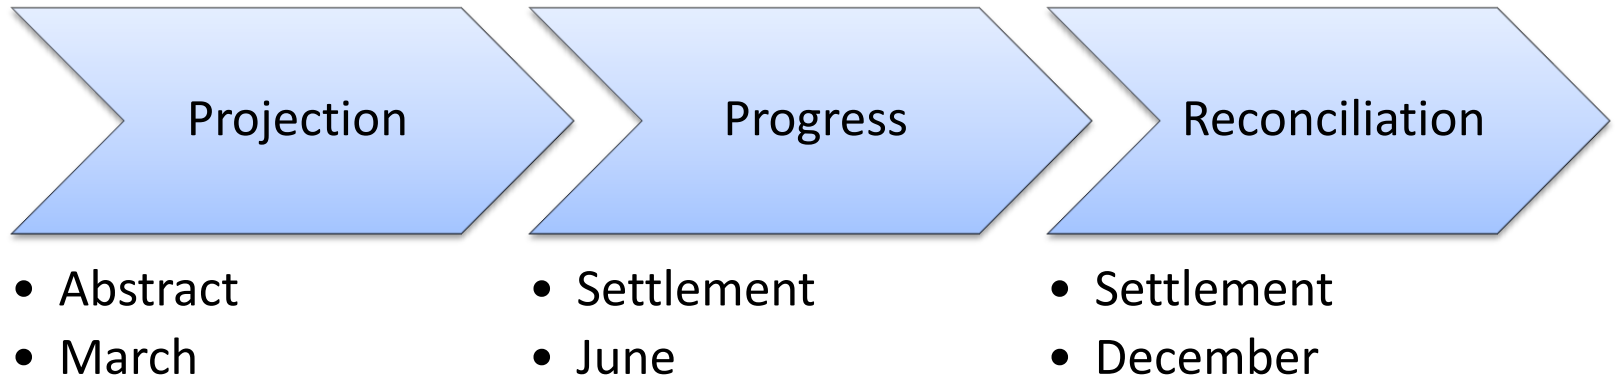 Projection
• Abstract
• March
Progress
• Settlement
• June
Reconciliation
• Settlement
• December